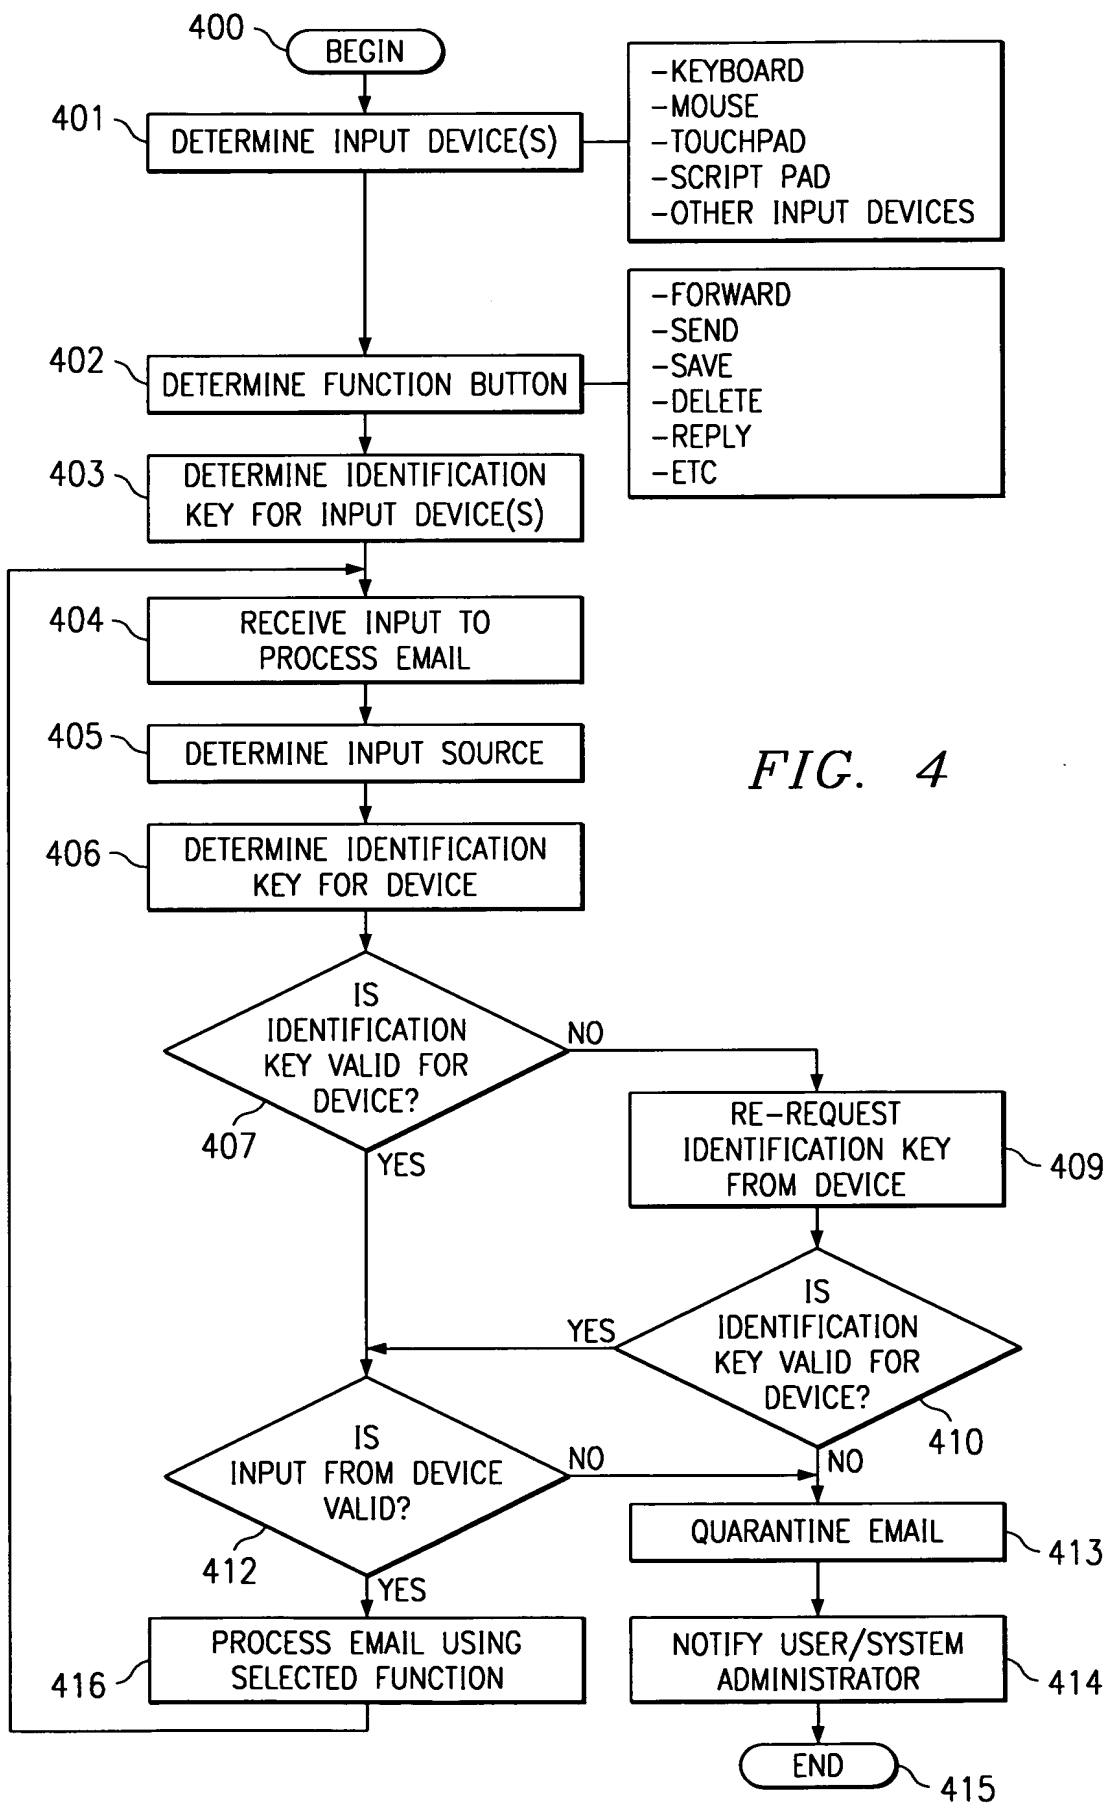 400
BEGIN
401
DETERMINE INPUT DEVICE(S)
-KEYBOARD
-MOUSE
-TOUCHPAD
-SCRIPT PAD
-OTHER INPUT DEVICES
402
DETERMINE FUNCTION BUTTON
-FORWARD
-SEND
-SAVE
-DELETE
-REPLY
-ETC
403
DETERMINE IDENTIFICATION
KEY FOR INPUT DEVICE(S)
404
RECEIVE INPUT TO
PROCESS EMAIL
405
DETERMINE INPUT SOURCE
FIG. 4
406
DETERMINE IDENTIFICATION
KEY FOR DEVICE
IS
IDENTIFICATION
KEY VALID FOR
DEVICE?
407
NO
YES
RE-REQUEST
IDENTIFICATION KEY
FROM DEVICE
409
IS
IDENTIFICATION
KEY VALID FOR
DEVICE?
410
YES
NO
IS
INPUT FROM DEVICE
VALID?
412
NO
YES
QUARANTINE EMAIL
413
PROCESS EMAIL USING
SELECTED FUNCTION
416
NOTIFY USER/SYSTEM
ADMINISTRATOR
414
END
415